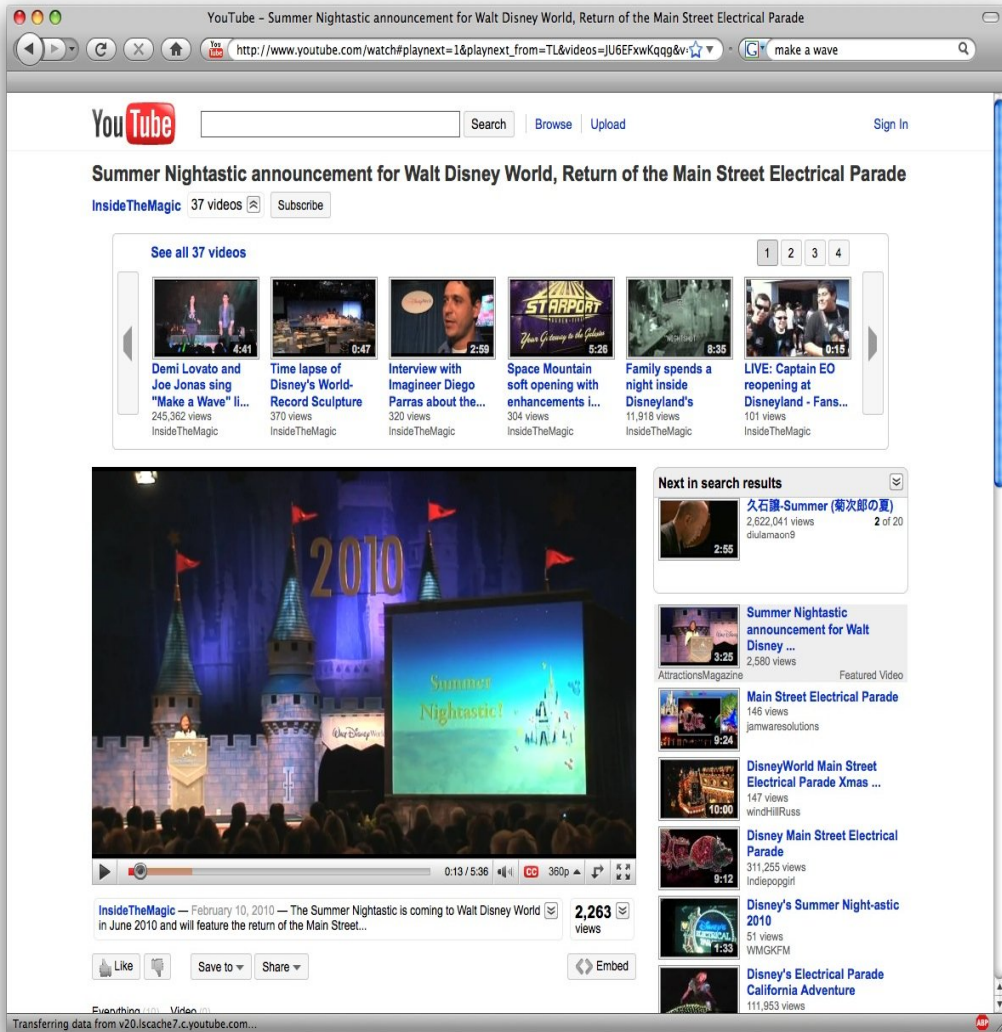 YouTube – Summer Nightastic announcement for Walt Disney World, Return of the Main Street Electrical Parade
http://www.youtube.com/watch#playnext=1&playnext_from=TL&videos=JU6EFxwKqqg&v=
make a wave
YouTube
Search
Browse
Upload
Sign In
Summer Nightastic announcement for Walt Disney World, Return of the Main Street Electrical Parade
InsideTheMagic 37 videos Subscribe
See all 37 videos
1 2 3 4
4:41
Demi Lovato and
Joe Jonas sing
"Make a Wave" li...
245,362 views
InsideTheMagic
0:47
Time lapse of
Disney's World-
Record Sculpture
370 views
InsideTheMagic
2:59
Interview with
Imagineer Diego
Parras about the...
320 views
InsideTheMagic
STARPORT
Your Gateway to the Galaxies
5:26
Space Mountain
soft opening with
enhancements i...
304 views
InsideTheMagic
8:35
Family spends a
night inside
Disneyland's
11,918 views
InsideTheMagic
0:15
LIVE: Captain EO
reopening at
Disneyland - Fans...
101 views
InsideTheMagic
2010
Summer
Nightastic!
Walt Disney World
0:13 / 5:36
CC
360p
InsideTheMagic — February 10, 2010 — The Summer Nightastic is coming to Walt Disney World
in June 2010 and will feature the return of the Main Street...
2,263
views
Like
Save to
Share
Embed
Everything (10) Video (0)
Next in search results
久石譲-Summer (菊次郎の夏)
2,622,041 views 2 of 20
diulamaon9
2:55
Summer Nightastic
announcement for Walt
Disney ...
2,580 views
3:25
AttractionsMagazine Featured Video
Main Street Electrical Parade
146 views
jamwaresolutions
9:24
DisneyWorld Main Street
Electrical Parade Xmas ...
147 views
windHillRuss
10:00
Disney Main Street Electrical
Parade
311,255 views
Indiepopgirl
9:12
Disney's Summer Night-astic
2010
51 views
WMGKFM
1:33
Disney's Electrical Parade
California Adventure
111,953 views
Transferring data from v20.lscache7.c.youtube.com...
ABP